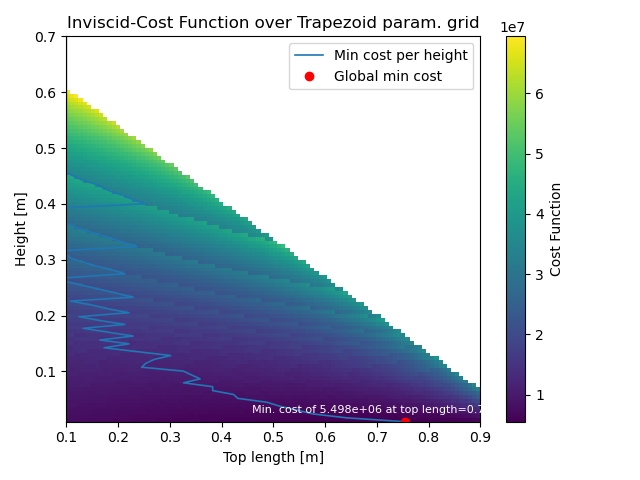 Inviscid-Cost Function over Trapezoid param. grid
1e7
0.7
Min cost per height
Global min cost
0.6
6
0.5
5
0.4
4
Height [m]
Cost Function
0.3
3
0.2
2
0.1
1
Min. cost of 5.498e+06 at top length=0.7
0.1 0.2 0.3 0.4 0.5 0.6 0.7 0.8 0.9
Top length [m]